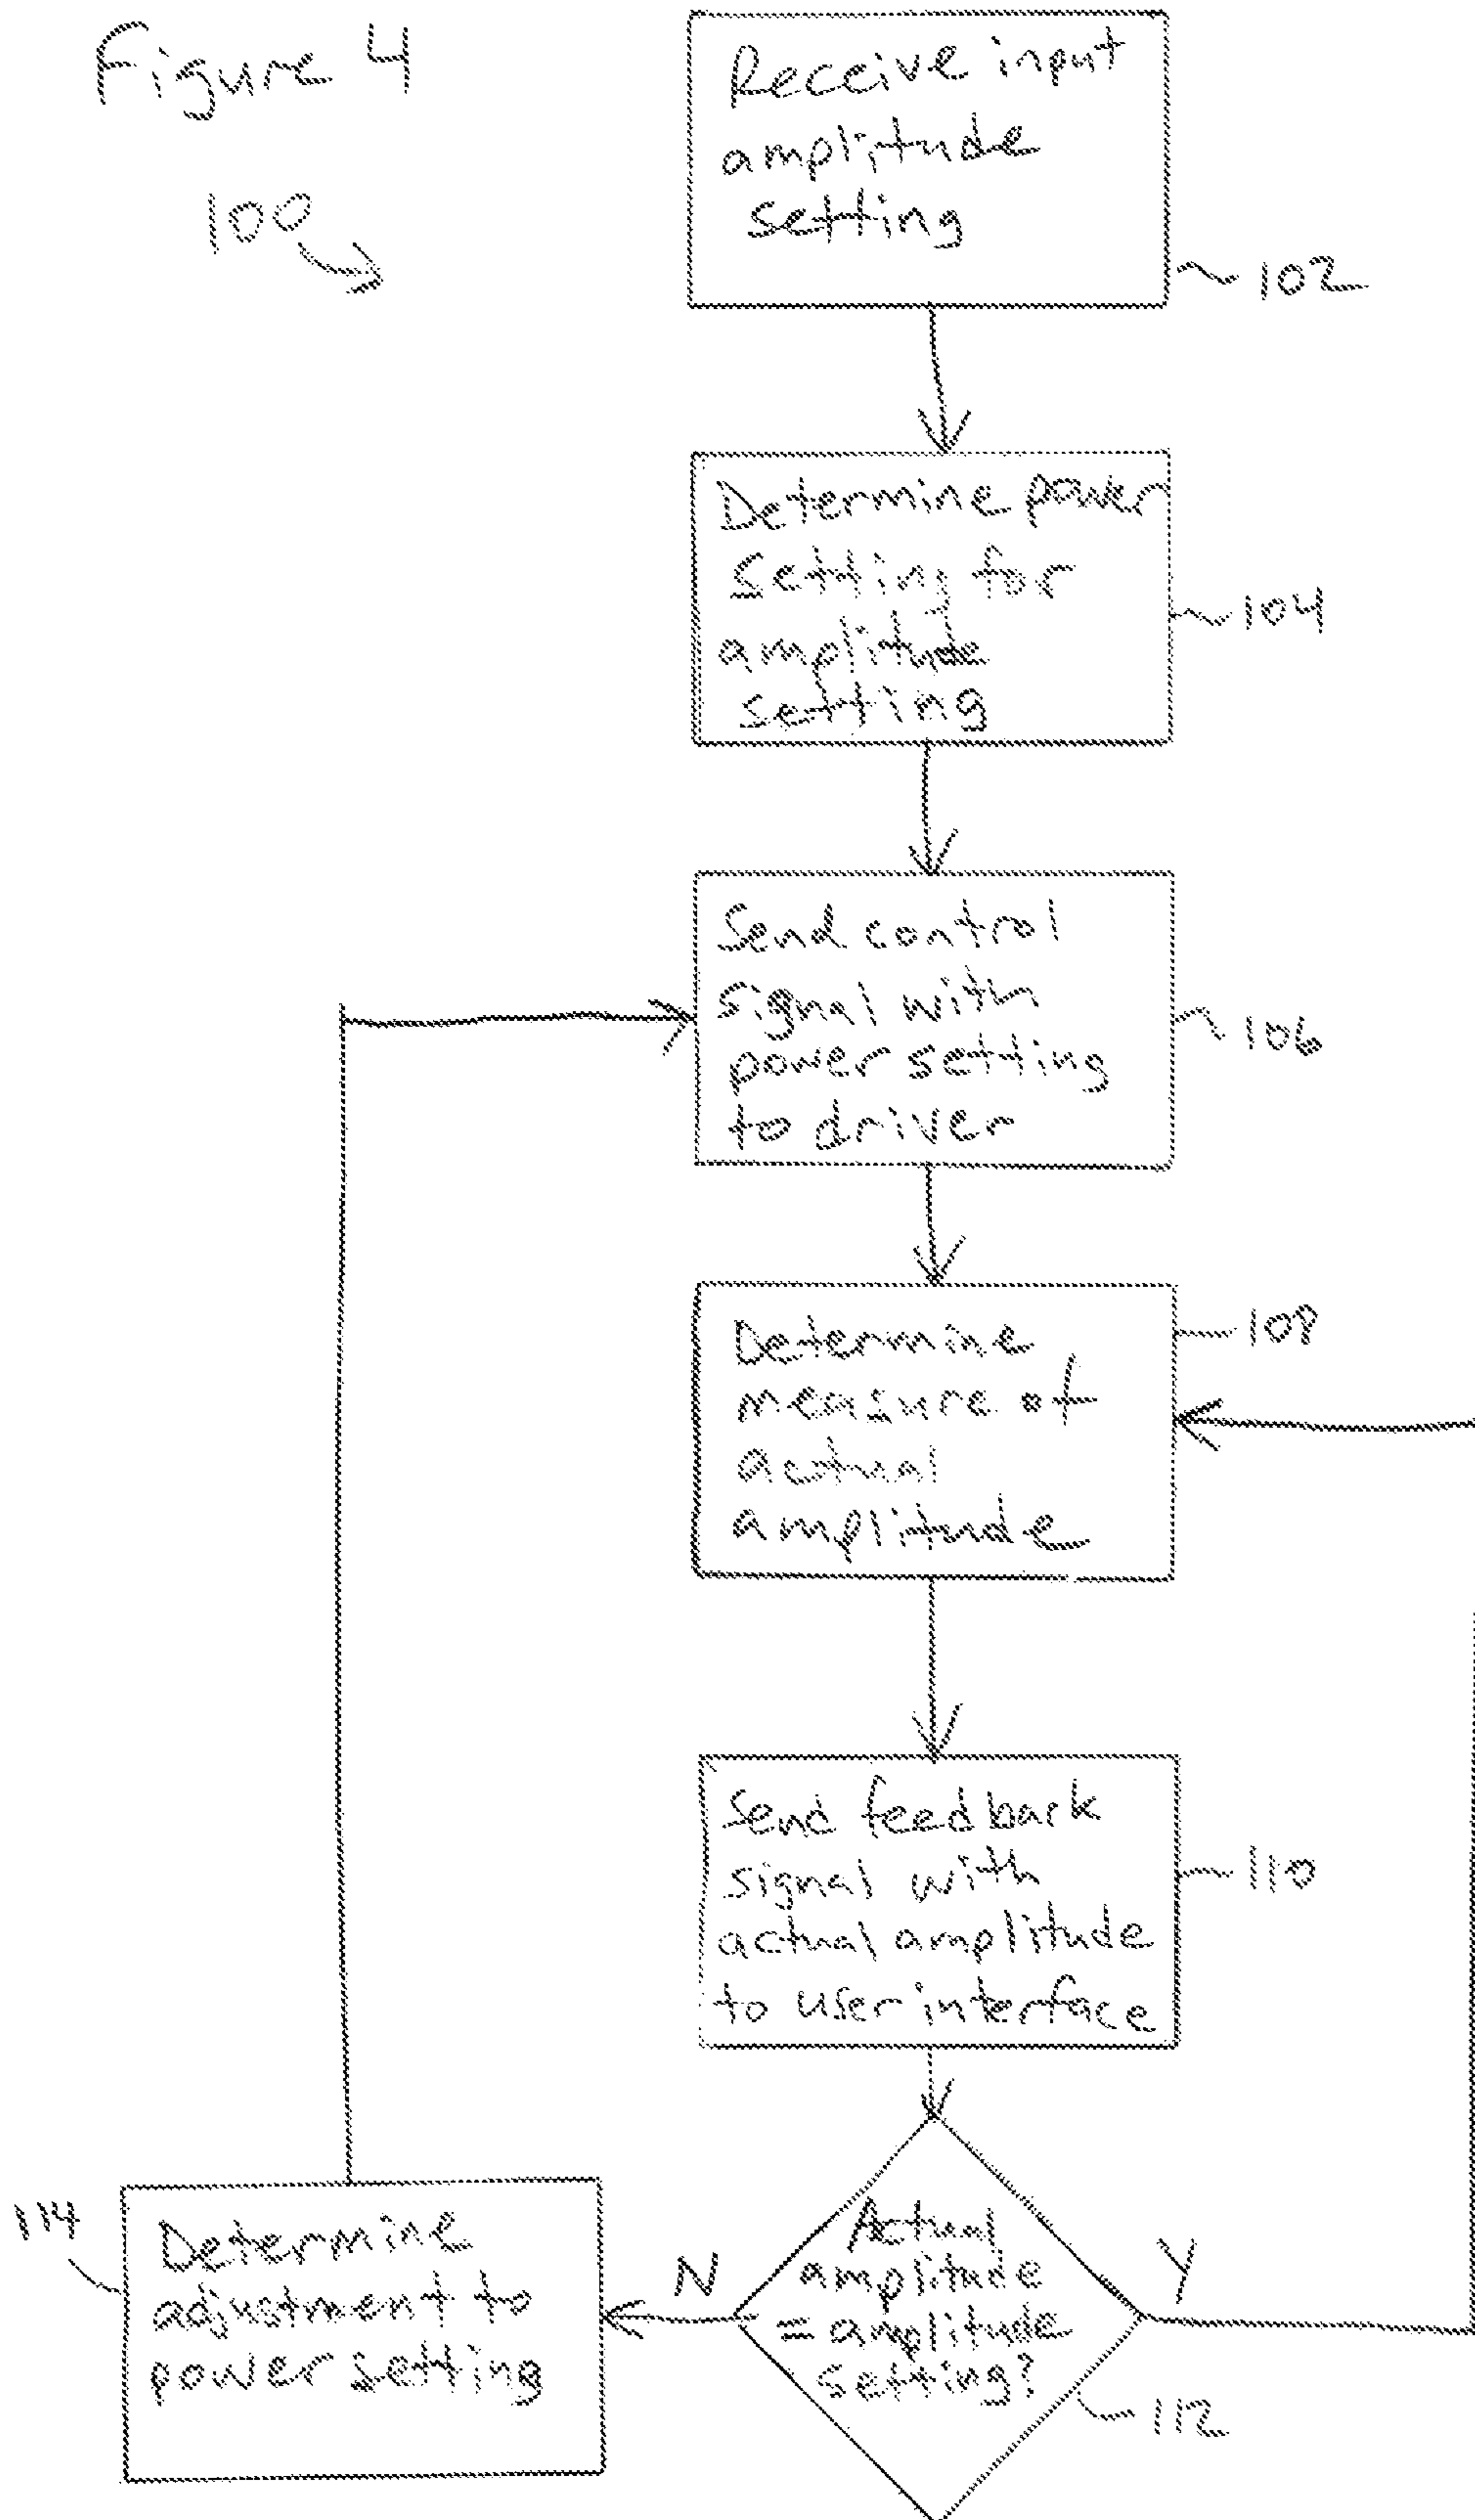 Figure 4
100
Receive input
amplitude
setting
102
Determine power
setting for
amplitude
setting
104
Send control
signal with
power setting
to driver
106
Determine
measure of
actual
amplitude
108
Send feedback
signal with
actual amplitude
to user interface
110
Actual
amplitude
= amplitude
setting?
112
N
Y
114
Determine
adjustment to
power setting